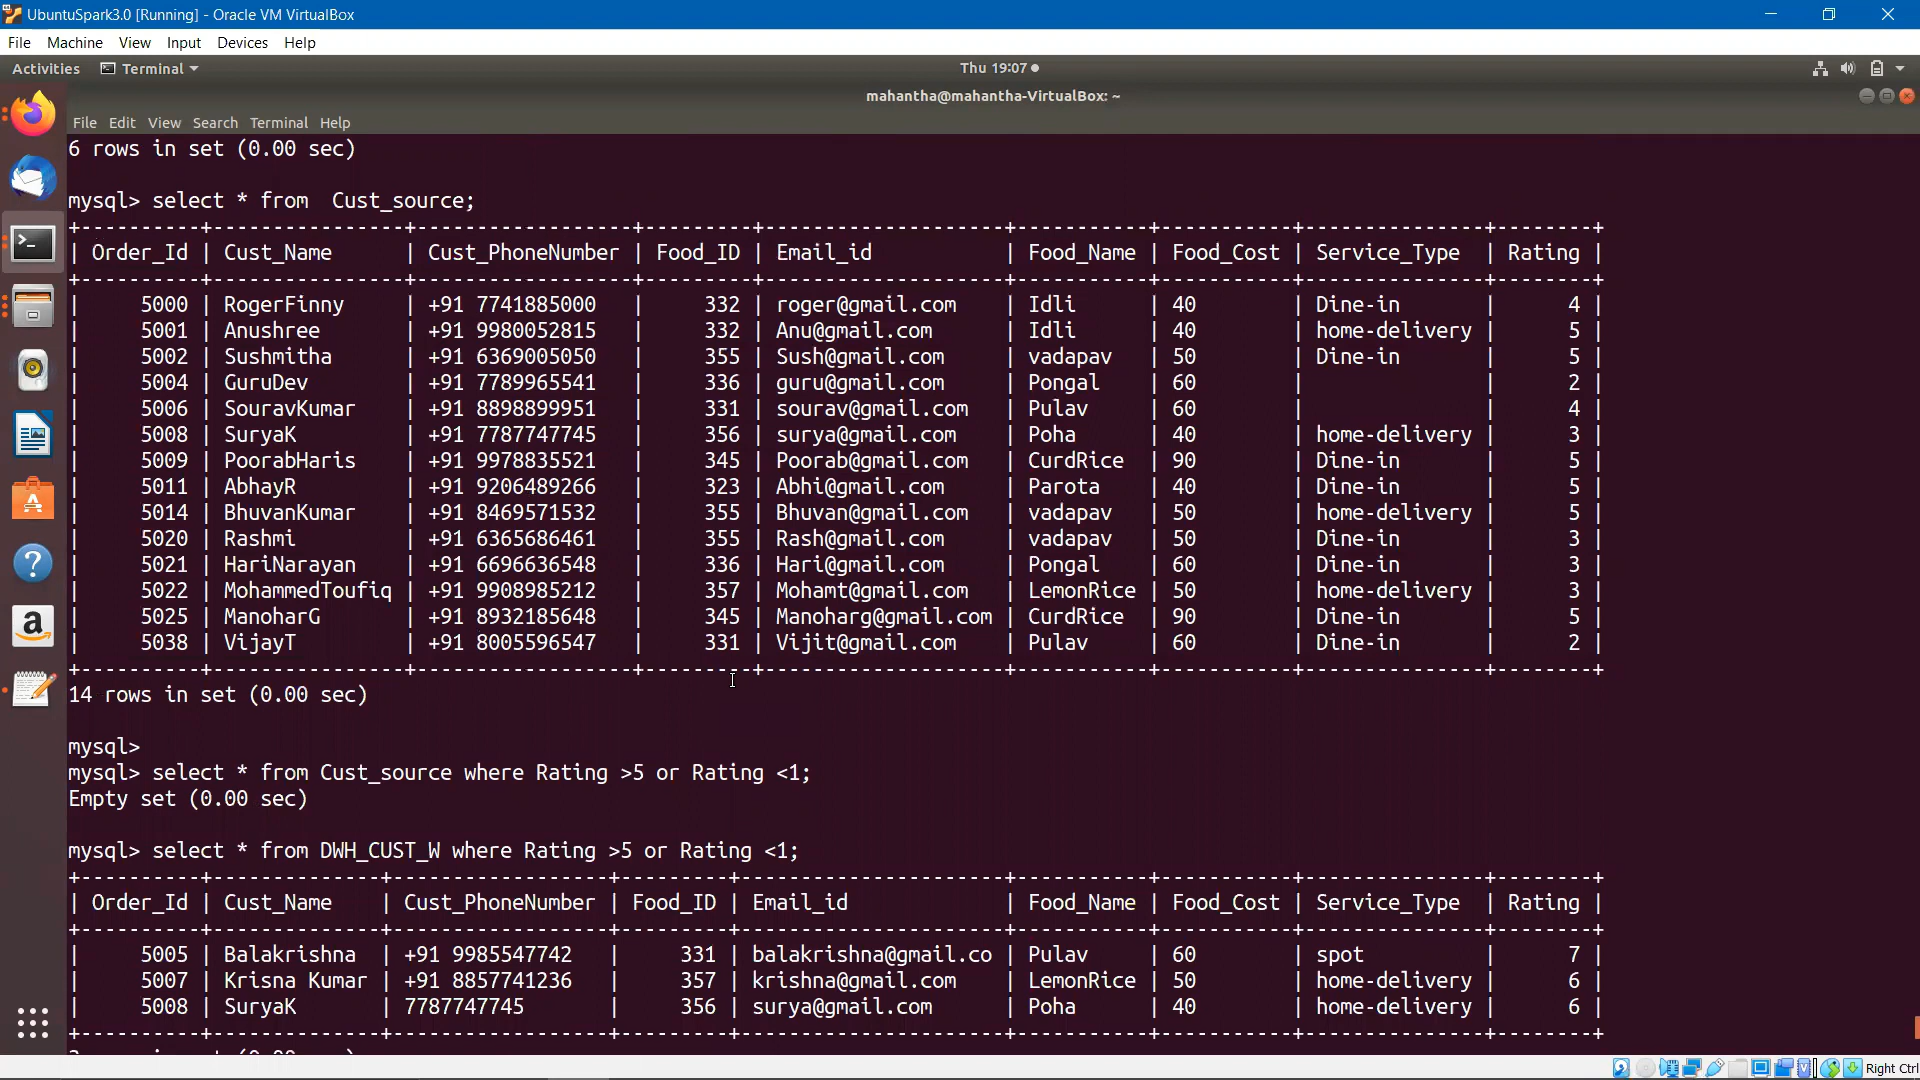 UbuntuSpark3.0 [Running] - Oracle VM VirtualBox
File Machine View Input Devices Help
Activities Terminal Thu 19:07
mahantha@mahantha-VirtualBox: ~
File Edit View Search Terminal Help
6 rows in set (0.00 sec)
mysql> select * from  Cust_source;
+----------+----------------+------------------+---------+--------------------+-----------+-----------+---------------+--------+
| Order_Id | Cust_Name      | Cust_PhoneNumber | Food_ID | Email_id           | Food_Name | Food_Cost | Service_Type  | Rating |
+----------+----------------+------------------+---------+--------------------+-----------+-----------+---------------+--------+
|     5000 | RogerFinny     | +91 7741885000   |     332 | roger@gmail.com    | Idli      | 40        | Dine-in       |      4 |
|     5001 | Anushree       | +91 9980052815   |     332 | Anu@gmail.com      | Idli      | 40        | home-delivery |      5 |
|     5002 | Sushmitha      | +91 6369005050   |     355 | Sush@gmail.com     | vadapav   | 50        | Dine-in       |      5 |
|     5004 | GuruDev        | +91 7789965541   |     336 | guru@gmail.com     | Pongal    | 60        |               |      2 |
|     5006 | SouravKumar    | +91 8898899951   |     331 | sourav@gmail.com   | Pulav     | 60        |               |      4 |
|     5008 | SuryaK         | +91 7787747745   |     356 | surya@gmail.com    | Poha      | 40        | home-delivery |      3 |
|     5009 | PoorabHaris    | +91 9978835521   |     345 | Poorab@gmail.com   | CurdRice  | 90        | Dine-in       |      5 |
|     5011 | AbhayR         | +91 9206489266   |     323 | Abhi@gmail.com     | Parota    | 40        | Dine-in       |      5 |
|     5014 | BhuvanKumar    | +91 8469571532   |     355 | Bhuvan@gmail.com   | vadapav   | 50        | home-delivery |      5 |
|     5020 | Rashmi         | +91 6365686461   |     355 | Rash@gmail.com     | vadapav   | 50        | Dine-in       |      3 |
|     5021 | HariNarayan    | +91 6696636548   |     336 | Hari@gmail.com     | Pongal    | 60        | Dine-in       |      3 |
|     5022 | MohammedToufiq | +91 9908985212   |     357 | Mohamt@gmail.com   | LemonRice | 50        | home-delivery |      3 |
|     5025 | ManoharG       | +91 8932185648   |     345 | Manoharg@gmail.com | CurdRice  | 90        | Dine-in       |      5 |
|     5038 | VijayT         | +91 8005596547   |     331 | Vijit@gmail.com    | Pulav     | 60        | Dine-in       |      2 |
+----------+----------------+------------------+---------+--------------------+-----------+-----------+---------------+--------+
14 rows in set (0.00 sec)
mysql>
mysql> select * from Cust_source where Rating >5 or Rating <1;
Empty set (0.00 sec)
mysql> select * from DWH_CUST_W where Rating >5 or Rating <1;
+----------+--------------+------------------+---------+----------------------+-----------+-----------+---------------+--------+
| Order_Id | Cust_Name    | Cust_PhoneNumber | Food_ID | Email_id             | Food_Name | Food_Cost | Service_Type  | Rating |
+----------+--------------+------------------+---------+----------------------+-----------+-----------+---------------+--------+
|     5005 | Balakrishna  | +91 9985547742   |     331 | balakrishna@gmail.co | Pulav     | 60        | spot          |      7 |
|     5007 | Krisna Kumar | +91 8857741236   |     357 | krishna@gmail.com    | LemonRice | 50        | home-delivery |      6 |
|     5008 | SuryaK       | 7787747745       |     356 | surya@gmail.com      | Poha      | 40        | home-delivery |      6 |
+----------+--------------+------------------+---------+----------------------+-----------+-----------+---------------+--------+
Right Ctrl